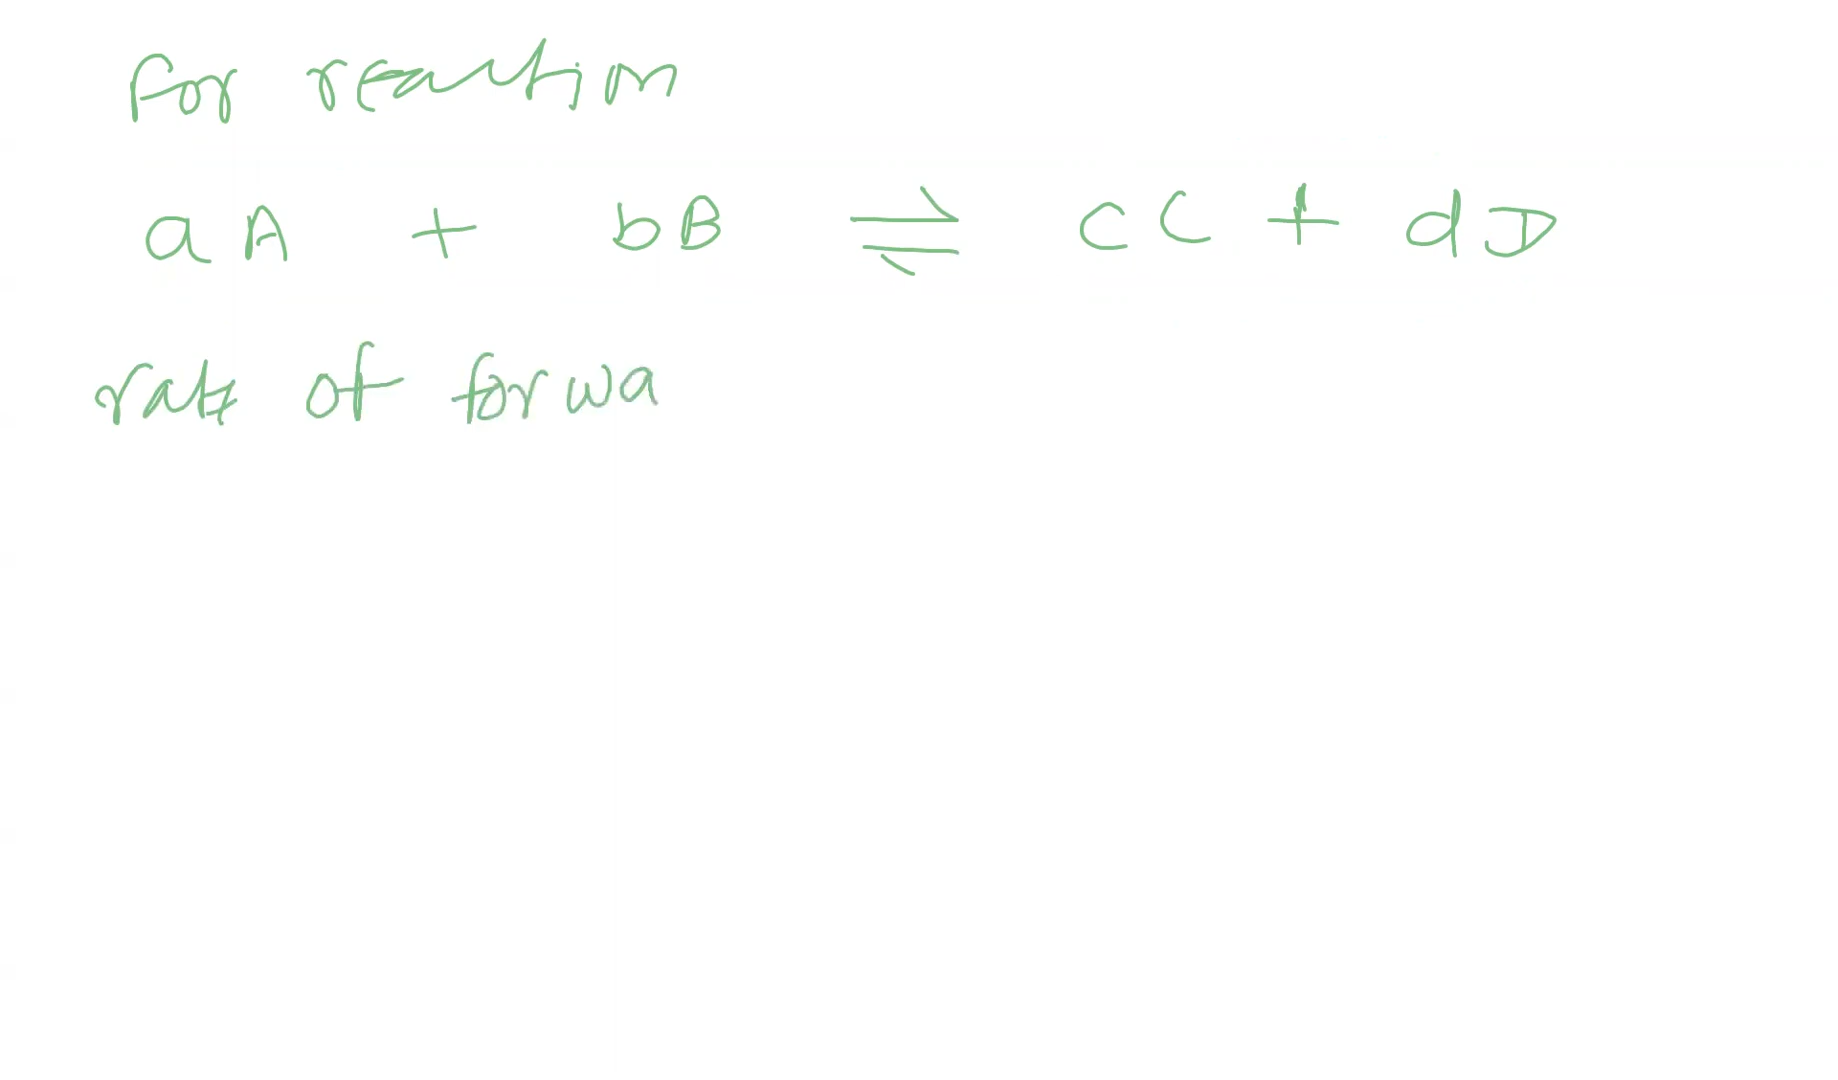 For reaction
aA + bB ⇌ cC + dD
rate of forwa